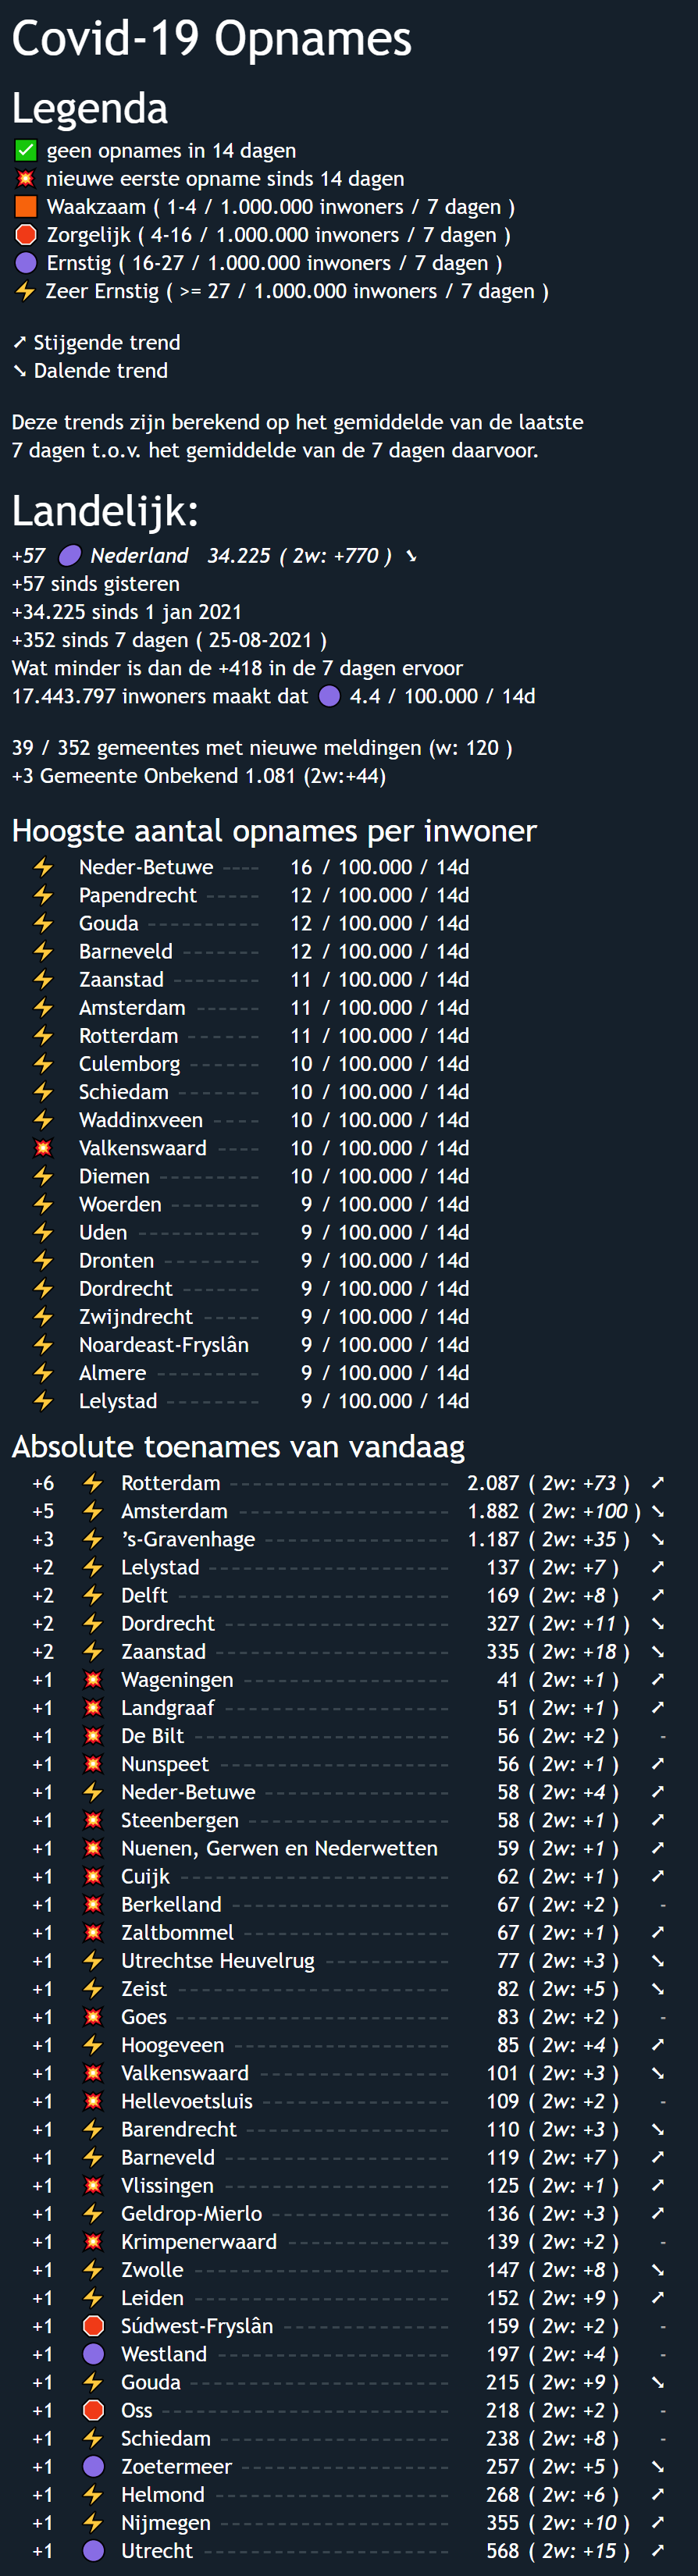 Covid-19 Opnames
Legenda
✅ geen opnames in 14 dagen
💥 nieuwe eerste opname sinds 14 dagen
🟧 Waakzaam ( 1-4 / 1.000.000 inwoners / 7 dagen )
🛑 Zorgelijk ( 4-16 / 1.000.000 inwoners / 7 dagen )
🟣 Ernstig ( 16-27 / 1.000.000 inwoners / 7 dagen )
⚡ Zeer Ernstig ( >= 27 / 1.000.000 inwoners / 7 dagen )
➚ Stijgende trend
➘ Dalende trend
Deze trends zijn berekend op het gemiddelde van de laatste
7 dagen t.o.v. het gemiddelde van de 7 dagen daarvoor.
Landelijk:
+57 🟣 Nederland 34.225 ( 2w: +770 ) ➘
+57 sinds gisteren
+34.225 sinds 1 jan 2021
+352 sinds 7 dagen ( 25-08-2021 )
Wat minder is dan de +418 in de 7 dagen ervoor
17.443.797 inwoners maakt dat 🟣 4.4 / 100.000 / 14d
39 / 352 gemeentes met nieuwe meldingen (w: 120 )
+3 Gemeente Onbekend 1.081 (2w:+44)
Hoogste aantal opnames per inwoner
⚡ Neder-Betuwe ---- 16 / 100.000 / 14d
⚡ Papendrecht ------ 12 / 100.000 / 14d
⚡ Gouda ----------- 12 / 100.000 / 14d
⚡ Barneveld -------- 12 / 100.000 / 14d
⚡ Zaanstad --------- 11 / 100.000 / 14d
⚡ Amsterdam ------ 11 / 100.000 / 14d
⚡ Rotterdam ------- 11 / 100.000 / 14d
⚡ Culemborg ------- 10 / 100.000 / 14d
⚡ Schiedam -------- 10 / 100.000 / 14d
⚡ Waddinxveen ----- 10 / 100.000 / 14d
💥 Valkenswaard ---- 10 / 100.000 / 14d
⚡ Diemen ---------- 10 / 100.000 / 14d
⚡ Woerden --------- 9 / 100.000 / 14d
⚡ Uden ------------ 9 / 100.000 / 14d
⚡ Dronten ---------- 9 / 100.000 / 14d
⚡ Dordrecht -------- 9 / 100.000 / 14d
⚡ Zwijndrecht ------ 9 / 100.000 / 14d
⚡ Noardeast-Fryslân 9 / 100.000 / 14d
⚡ Almere ----------- 9 / 100.000 / 14d
⚡ Lelystad ---------- 9 / 100.000 / 14d
Absolute toenames van vandaag
+6 ⚡ Rotterdam ------------------------ 2.087 ( 2w: +73 ) ➚
+5 ⚡ Amsterdam ----------------------- 1.882 ( 2w: +100 ) ➘
+3 ⚡ ’s-Gravenhage -------------------- 1.187 ( 2w: +35 ) ➘
+2 ⚡ Lelystad -------------------------- 137 ( 2w: +7 ) ➚
+2 ⚡ Delft ----------------------------- 169 ( 2w: +8 ) ➚
+2 ⚡ Dordrecht ------------------------ 327 ( 2w: +11 ) ➘
+2 ⚡ Zaanstad ------------------------- 335 ( 2w: +18 ) ➘
+1 💥 Wageningen ---------------------- 41 ( 2w: +1 ) ➚
+1 💥 Landgraaf ------------------------ 51 ( 2w: +1 ) ➚
+1 💥 De Bilt --------------------------- 56 ( 2w: +2 ) -
+1 💥 Nunspeet ------------------------- 56 ( 2w: +1 ) ➚
+1 ⚡ Neder-Betuwe -------------------- 58 ( 2w: +4 ) ➚
+1 💥 Steenbergen ---------------------- 58 ( 2w: +1 ) ➚
+1 💥 Nuenen, Gerwen en Nederwetten 59 ( 2w: +1 ) ➚
+1 💥 Cuijk ----------------------------- 62 ( 2w: +1 ) ➚
+1 💥 Berkelland ------------------------ 67 ( 2w: +2 ) -
+1 💥 Zaltbommel ----------------------- 67 ( 2w: +1 ) ➚
+1 ⚡ Utrechtse Heuvelrug -------------- 77 ( 2w: +3 ) ➘
+1 ⚡ Zeist ------------------------------ 82 ( 2w: +5 ) ➘
+1 💥 Goes ------------------------------ 83 ( 2w: +2 ) -
+1 ⚡ Hoogeveen ------------------------ 85 ( 2w: +4 ) ➚
+1 💥 Valkenswaard --------------------- 101 ( 2w: +3 ) ➘
+1 💥 Hellevoetsluis -------------------- 109 ( 2w: +2 ) -
+1 ⚡ Barendrecht ---------------------- 110 ( 2w: +3 ) ➘
+1 ⚡ Barneveld ------------------------ 119 ( 2w: +7 ) ➚
+1 💥 Vlissingen ------------------------ 125 ( 2w: +1 ) ➚
+1 ⚡ Geldrop-Mierlo ------------------- 136 ( 2w: +3 ) ➚
+1 💥 Krimpenerwaard ------------------ 139 ( 2w: +2 ) -
+1 ⚡ Zwolle --------------------------- 147 ( 2w: +8 ) ➘
+1 ⚡ Leiden --------------------------- 152 ( 2w: +9 ) ➚
+1 🛑 Súdwest-Fryslân ------------------ 159 ( 2w: +2 ) -
+1 🟣 Westland ------------------------- 197 ( 2w: +4 ) -
+1 ⚡ Gouda ---------------------------- 215 ( 2w: +9 ) ➘
+1 🛑 Oss ------------------------------- 218 ( 2w: +2 ) -
+1 ⚡ Schiedam ------------------------- 238 ( 2w: +8 ) -
+1 🟣 Zoetermeer ----------------------- 257 ( 2w: +5 ) ➘
+1 ⚡ Helmond ------------------------- 268 ( 2w: +6 ) ➚
+1 ⚡ Nijmegen ------------------------- 355 ( 2w: +10 ) ➚
+1 🟣 Utrecht -------------------------- 568 ( 2w: +15 ) ➚